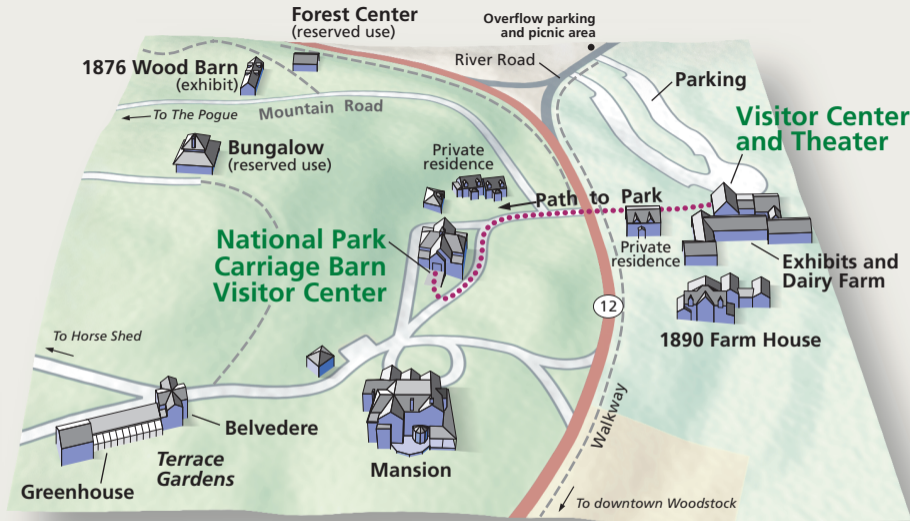 Forest Center
(reserved use)
Overflow parking
and picnic area
River Road
1876 Wood Barn
(exhibit)
Parking
Mountain Road
To The Pogue
Visitor Center
and Theater
Bungalow
(reserved use)
Private
residence
Path to Park
National Park
Carriage Barn
Visitor Center
Private
residence
Exhibits and
Dairy Farm
12
1890 Farm House
To Horse Shed
Walkway
Belvedere
Terrace
Gardens
Mansion
Greenhouse
To downtown Woodstock